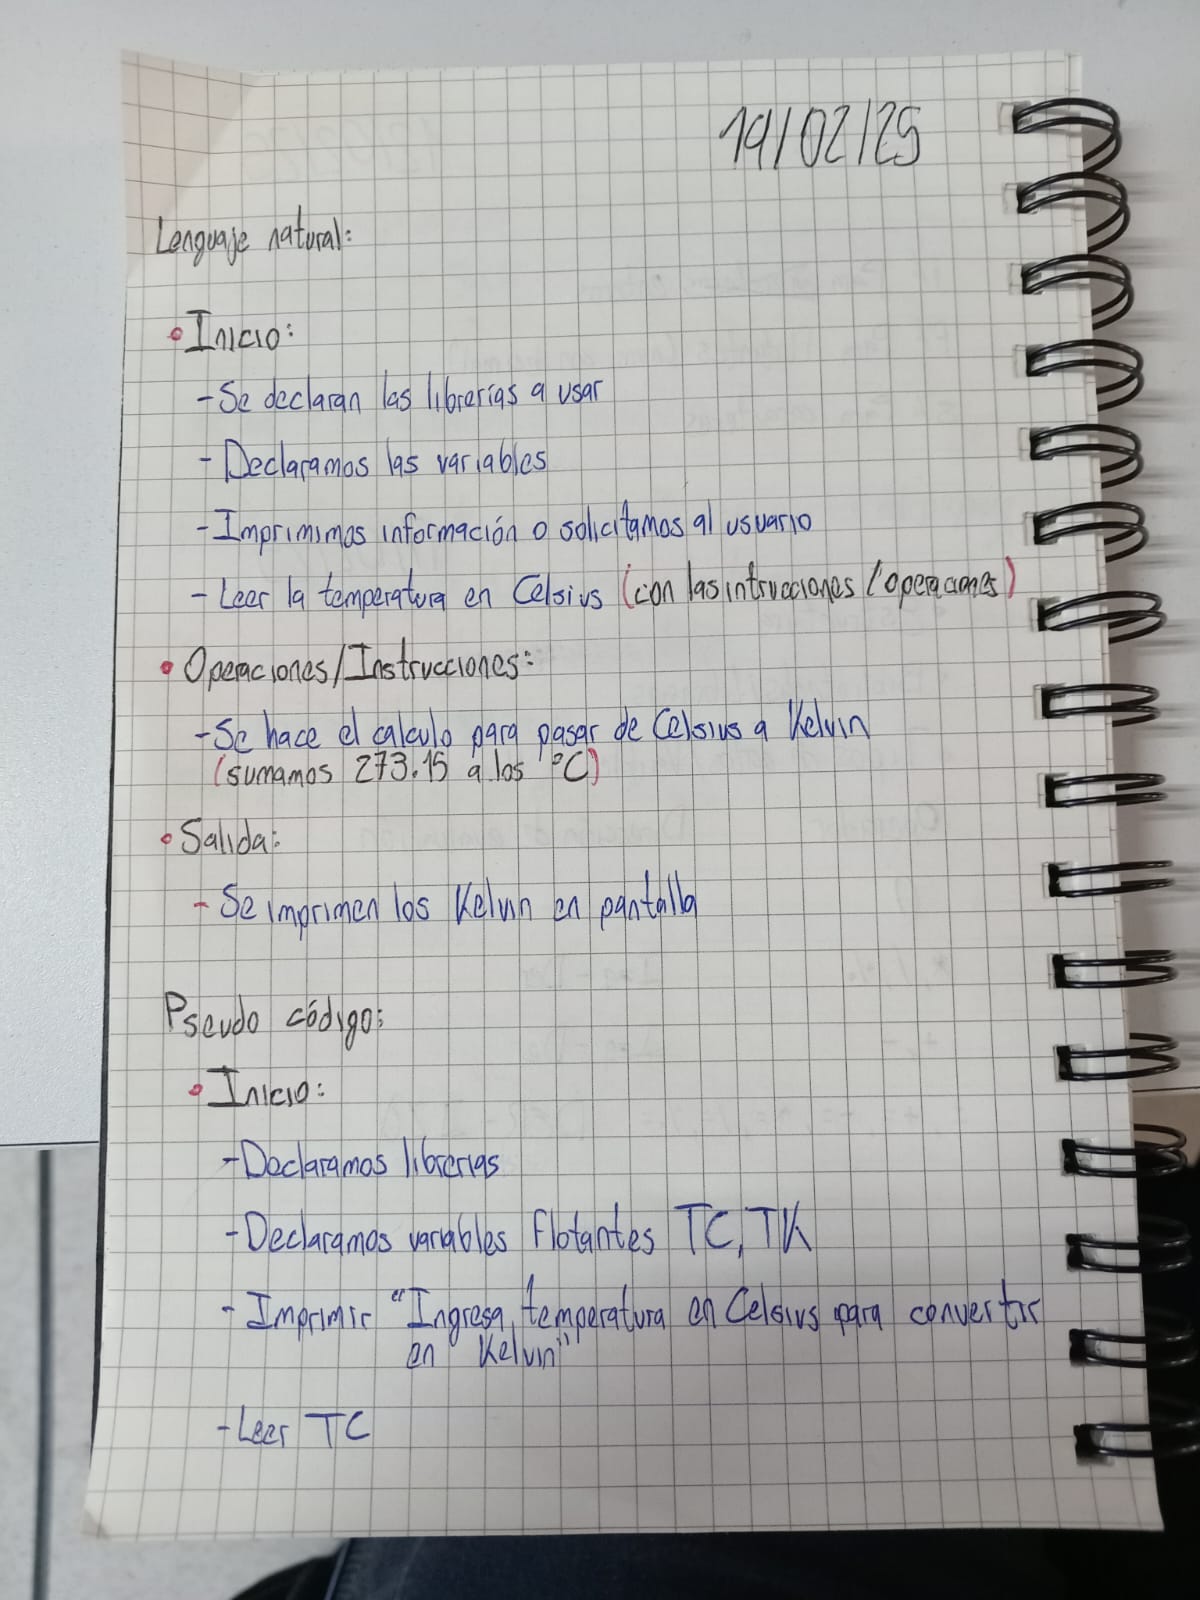 19/02/25
Lenguaje natural:
• Inicio:
- Se declaran las librerías a usar
- Declaramos las variables
- Imprimimos información o solicitamos al usuario
- Leer la temperatura en Celsius (con las intrucciones/operaciones)
• Operaciones/Instrucciones:
- Se hace el calculo para pasar de Celsius a Kelvin
(sumamos 273.15 a los °C)
• Salida:
- Se imprimen los Kelvin en pantalla
Pseudo código:
• Inicio:
- Declaramos librerias
- Declaramos variables flotantes TC, TK
- Imprimir "Ingresa temperatura en Celsius para convertir
en Kelvin"
- Leer TC